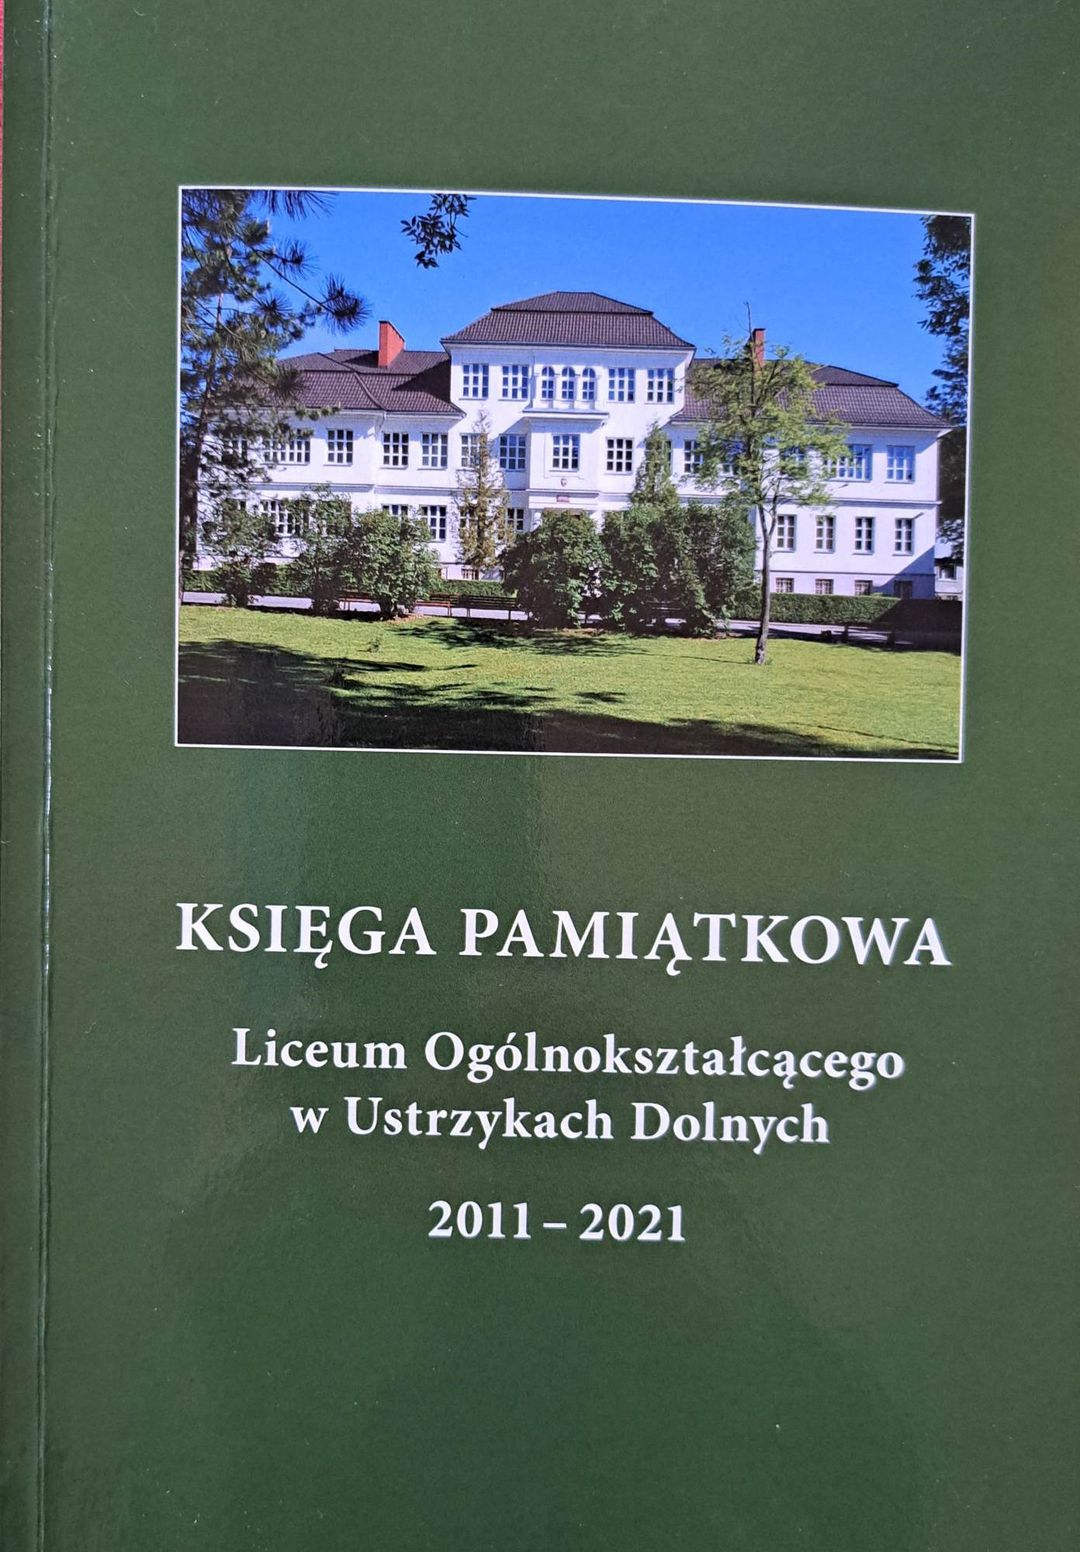 KSIĘGA PAMIĄTKOWA
Liceum Ogólnokształcącego
w Ustrzykach Dolnych
2011 – 2021